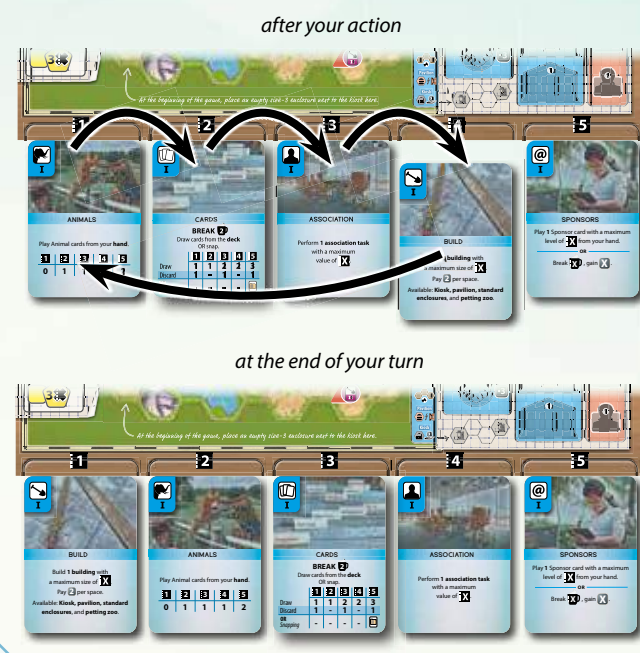 after your action
3
At the beginning of the game, place an empty size-3 enclosure next to the kiosk here.
1 2 3 4 5
I
ANIMALS
Play Animal cards from your hand.
1 2 3 4 5
0 1 1
I
CARDS
BREAK 2
Draw cards from the deck
OR snap.
1 2 3 4 5
Draw 1 1 2 2 3
Discard 1 - 1 - 1
- - -
I
ASSOCIATION
Perform 1 association task
with a maximum
value of X
I
BUILD
building with
maximum size of X
Pay 2 per space.
Available: Kiosk, pavilion, standard
enclosures, and petting zoo.
@
I
SPONSORS
Play 1 Sponsor card with a maximum
level of X from your hand.
OR
Break X, gain X.
at the end of your turn
3
At the beginning of the game, place an empty size-3 enclosure next to the kiosk here.
1 2 3 4 5
I
BUILD
Build 1 building with
a maximum size of X
Pay 2 per space.
Available: Kiosk, pavilion, standard
enclosures, and petting zoo.
I
ANIMALS
Play Animal cards from your hand.
1 2 3 4 5
0 1 1 1 2
I
CARDS
BREAK 2
Draw cards from the deck
OR snap.
1 2 3 4 5
Draw 1 1 2 2 3
Discard 1 - 1 - 1
OR
Snapping - - - -
I
ASSOCIATION
Perform 1 association task
with a maximum
value of X
@
I
SPONSORS
Play 1 Sponsor card with a maximum
level of X from your hand.
OR
Break X, gain X.